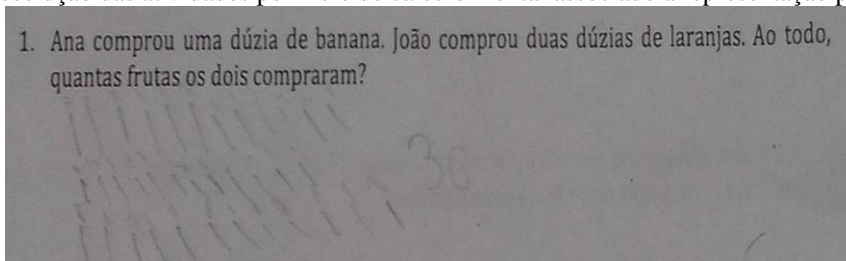 1. Ana comprou uma dúzia de banana. João comprou duas dúzias de laranjas. Ao todo,
quantas frutas os dois compraram?